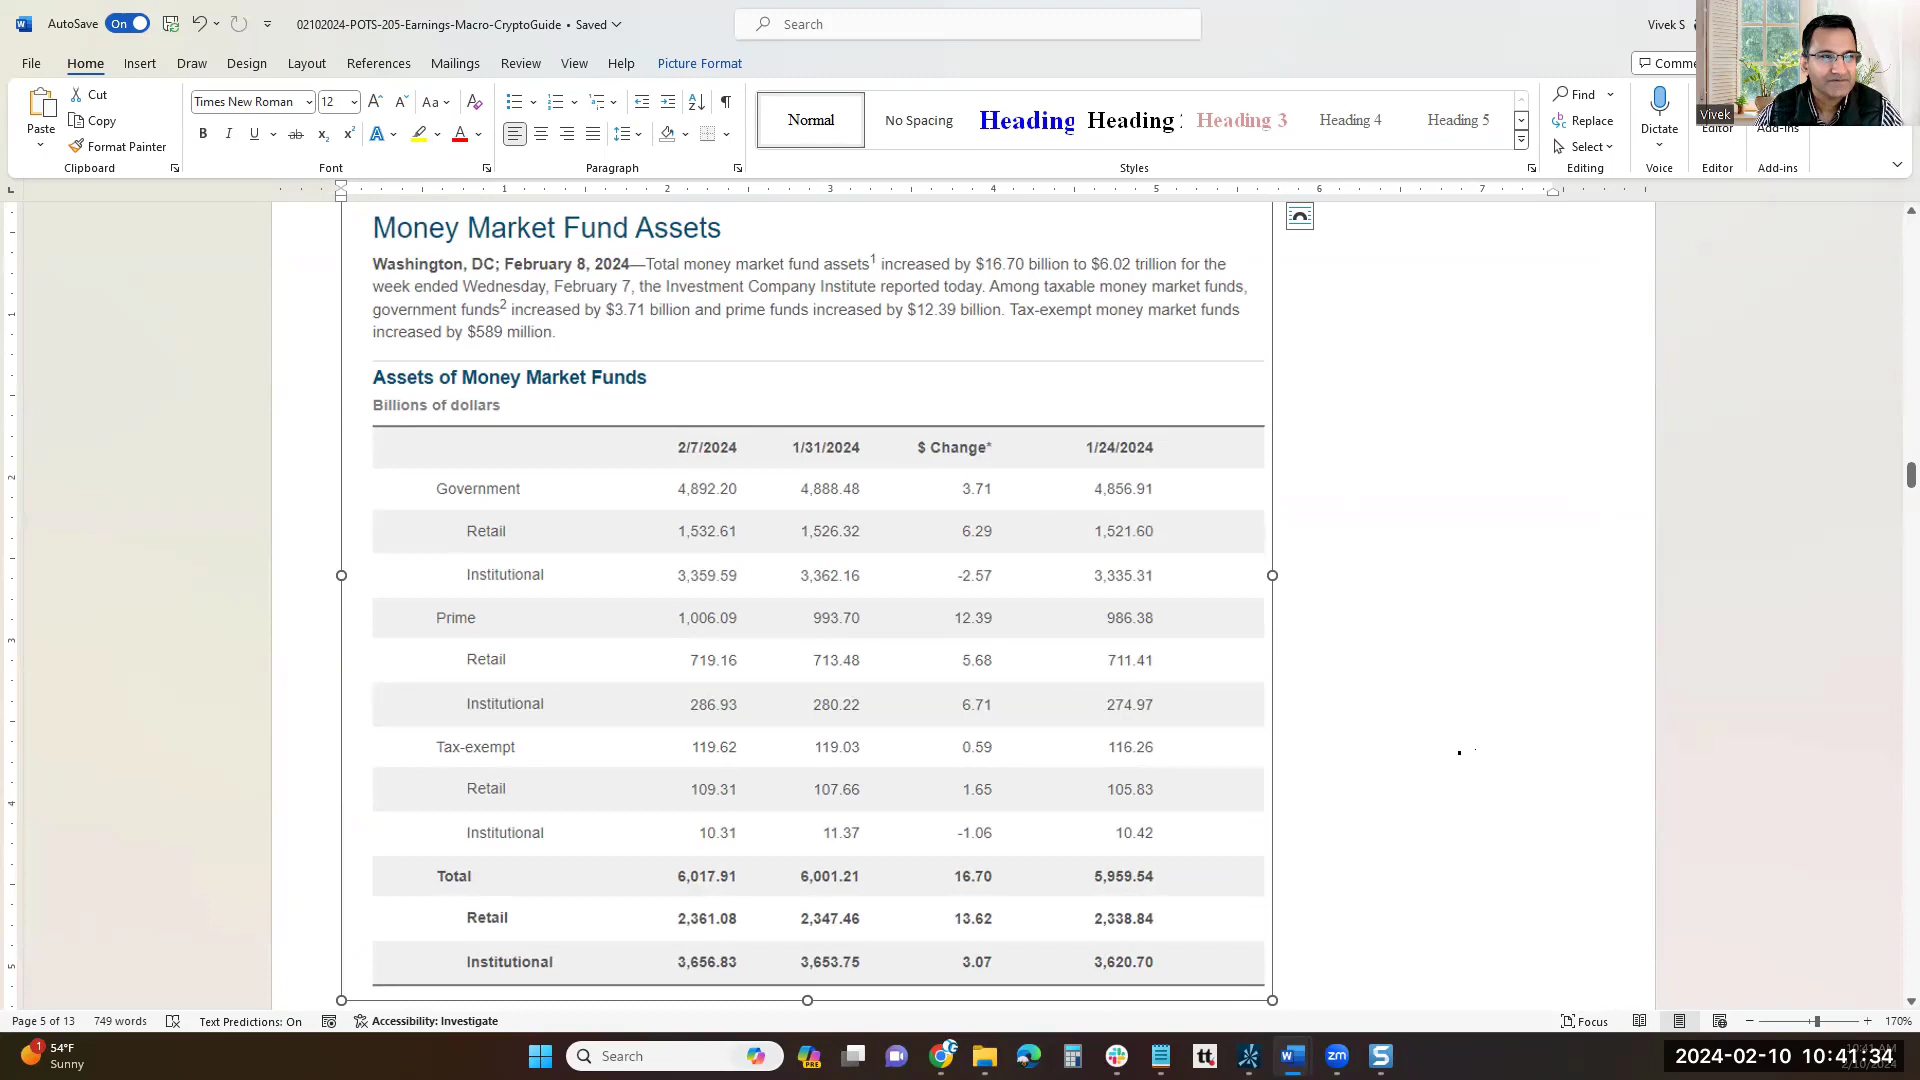 AutoSave On 02102024-POTS-205-Earnings-Macro-CryptoGuide • Saved Search Vivek S
File Home Insert Draw Design Layout References Mailings Review View Help Picture Format
Paste Cut Copy Format Painter
Clipboard
Times New Roman 12
Font
Paragraph
Normal No Spacing Heading Heading Heading 3 Heading 4 Heading 5
Styles
Find Replace Select
Editing
Dictate
Voice
Editor
Editor
Add-ins
Add-ins
Vivek
1 2 3 4 5 6 7
Money Market Fund Assets
Washington, DC; February 8, 2024—Total money market fund assets1 increased by $16.70 billion to $6.02 trillion for the
week ended Wednesday, February 7, the Investment Company Institute reported today. Among taxable money market funds,
government funds2 increased by $3.71 billion and prime funds increased by $12.39 billion. Tax-exempt money market funds
increased by $589 million.
Assets of Money Market Funds
Billions of dollars
2/7/2024 1/31/2024 $ Change* 1/24/2024
Government 4,892.20 4,888.48 3.71 4,856.91
Retail 1,532.61 1,526.32 6.29 1,521.60
Institutional 3,359.59 3,362.16 -2.57 3,335.31
Prime 1,006.09 993.70 12.39 986.38
Retail 719.16 713.48 5.68 711.41
Institutional 286.93 280.22 6.71 274.97
Tax-exempt 119.62 119.03 0.59 116.26
Retail 109.31 107.66 1.65 105.83
Institutional 10.31 11.37 -1.06 10.42
Total 6,017.91 6,001.21 16.70 5,959.54
Retail 2,361.08 2,347.46 13.62 2,338.84
Institutional 3,656.83 3,653.75 3.07 3,620.70
Page 5 of 13 749 words Text Predictions: On Accessibility: Investigate Focus 170%
1 54°F
Sunny
Search
2024-02-10 10:41:34